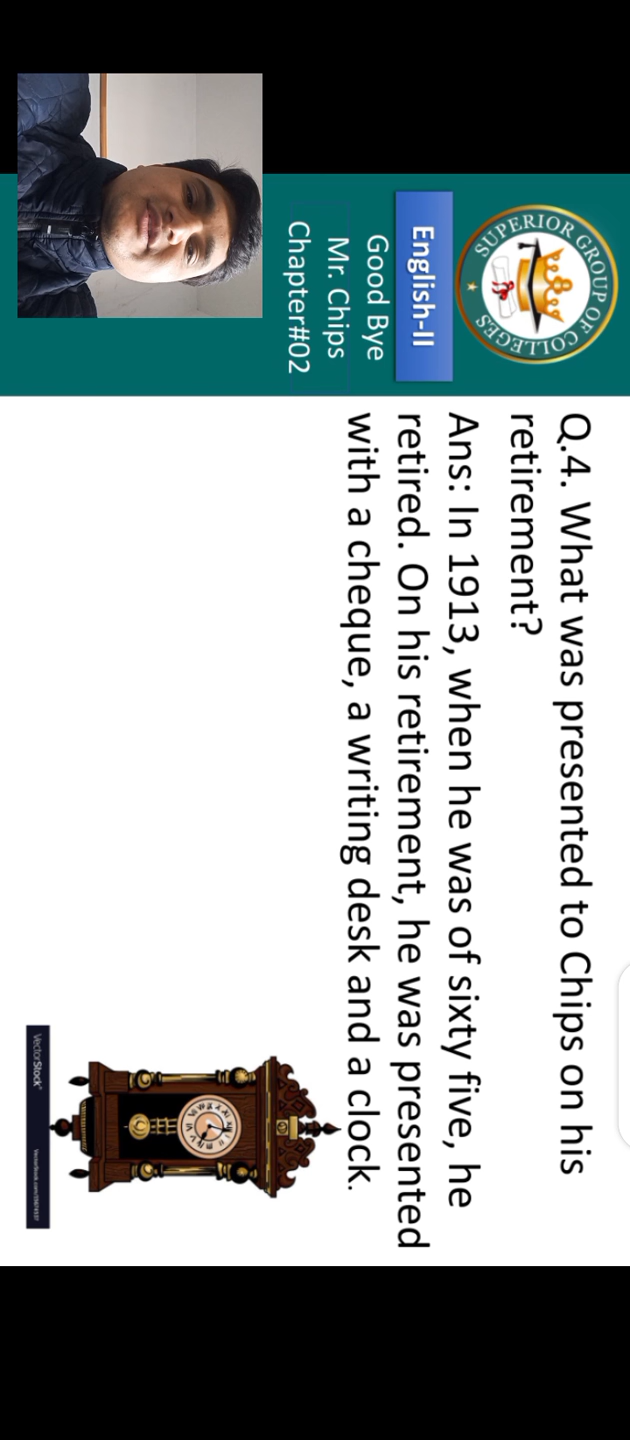 SUPERIOR GROUP OF COLLEGES
English-II
Good Bye
Mr. Chips
Chapter#02
Q.4. What was presented to Chips on his
retirement?
Ans: In 1913, when he was of sixty five, he
retired. On his retirement, he was presented
with a cheque, a writing desk and a clock.
VectorStock®